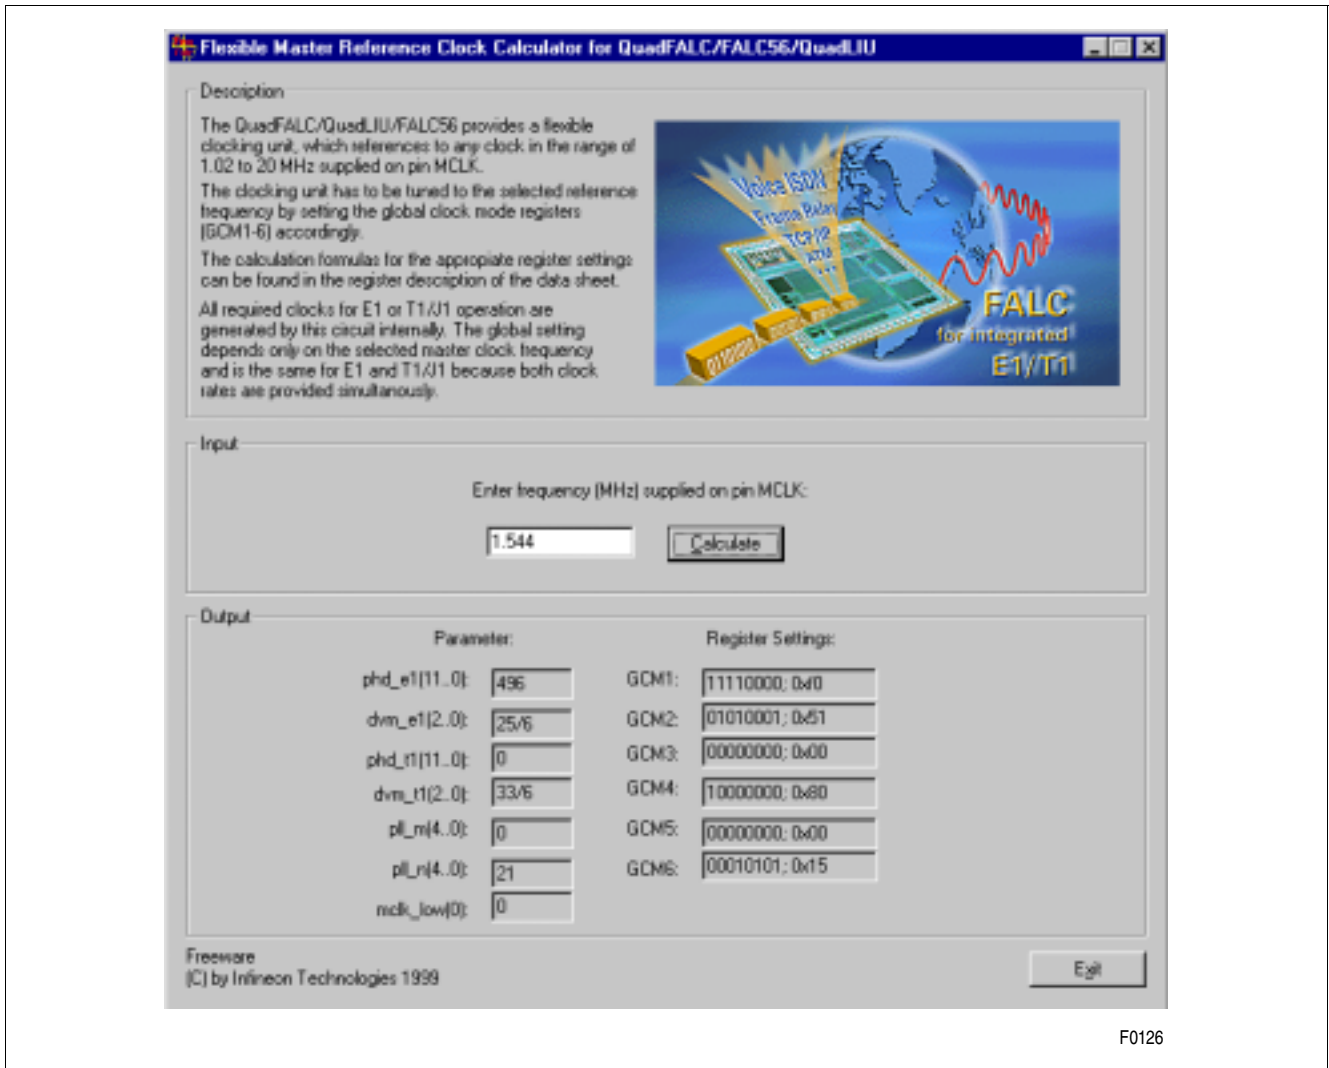 Flexible Master Reference Clock Calculator for QuadFALC/FALC56/QuadLIU
Description
The QuadFALC/QuadLIU/FALC56 provides a flexible
clocking unit, which references to any clock in the range of
1.02 to 20 MHz supplied on pin MCLK.
The clocking unit has to be tuned to the selected reference
frequency by setting the global clock mode registers
(GCM1-6) accordingly.
The calculation formulas for the appropiate register settings
can be found in the register description of the data sheet.
All required clocks for E1 or T1/J1 operation are
generated by this circuit internally. The global setting
depends only on the selected master clock frequency
and is the same for E1 and T1/J1 because both clock
rates are provided simultanously.
Voice ISDN
Frame Relay
TCP/IP
ATM
...
0110100
FALC
for integrated
E1/T1
Input
Enter frequency (MHz) supplied on pin MCLK:
1.544
Calculate
Output
Parameter:
Register Settings:
phd_e1(11..0): 496
GCM1: 11110000; 0xf0
dvm_e1(2..0): 25/6
GCM2: 01010001; 0x51
phd_t1(11..0): 0
GCM3: 00000000; 0x00
dvm_t1(2..0): 33/6
GCM4: 10000000; 0x80
pll_m(4..0): 0
GCM5: 00000000; 0x00
pll_n(4..0): 21
GCM6: 00010101; 0x15
mclk_low(0): 0
Freeware
(C) by Infineon Technologies 1999
Exit
F0126